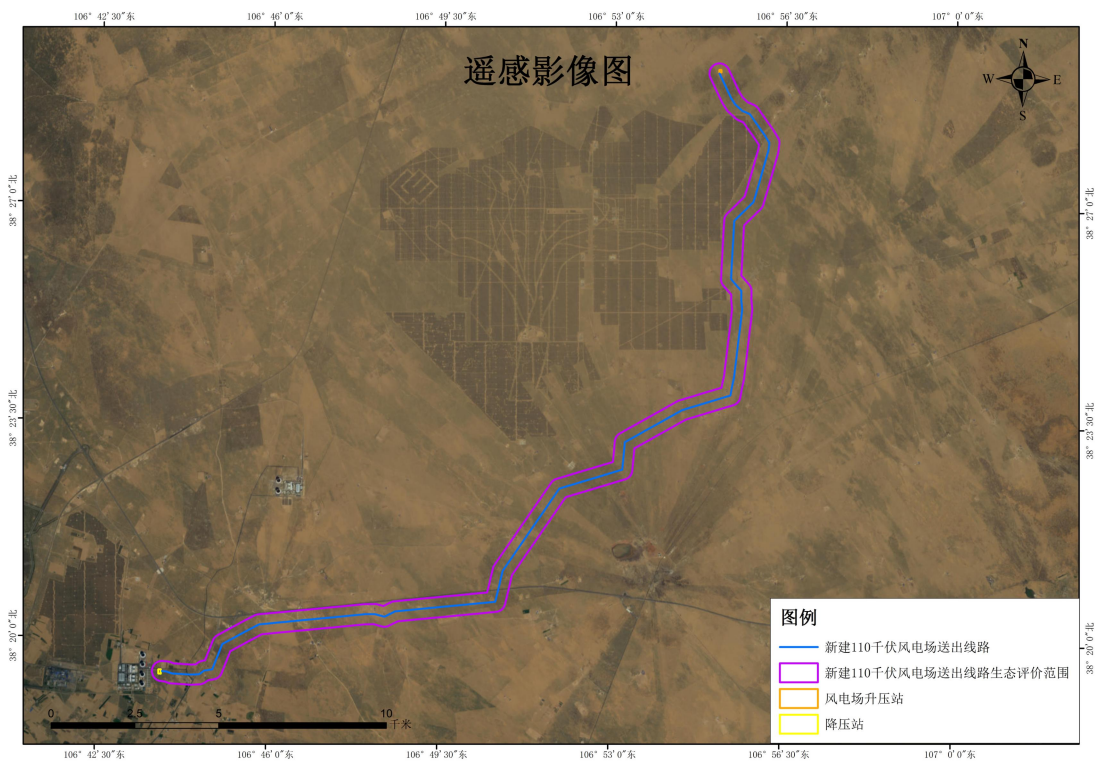 106° 42'30"东
106° 46'0"东
106° 49'30"东
106° 53'0"东
106° 56'30"东
107° 0'0"东
遥感影像图
N
W
E
S
38° 27'0"北
38° 27'0"北
38° 23'30"北
38° 23'30"北
38° 20'0"北
38° 20'0"北
图例
新建110千伏风电场送出线路
新建110千伏风电场送出线路生态评价范围
风电场升压站
降压站
0
2.5
5
10
千米
106° 42'30"东
106° 46'0"东
106° 49'30"东
106° 53'0"东
106° 56'30"东
107° 0'0"东